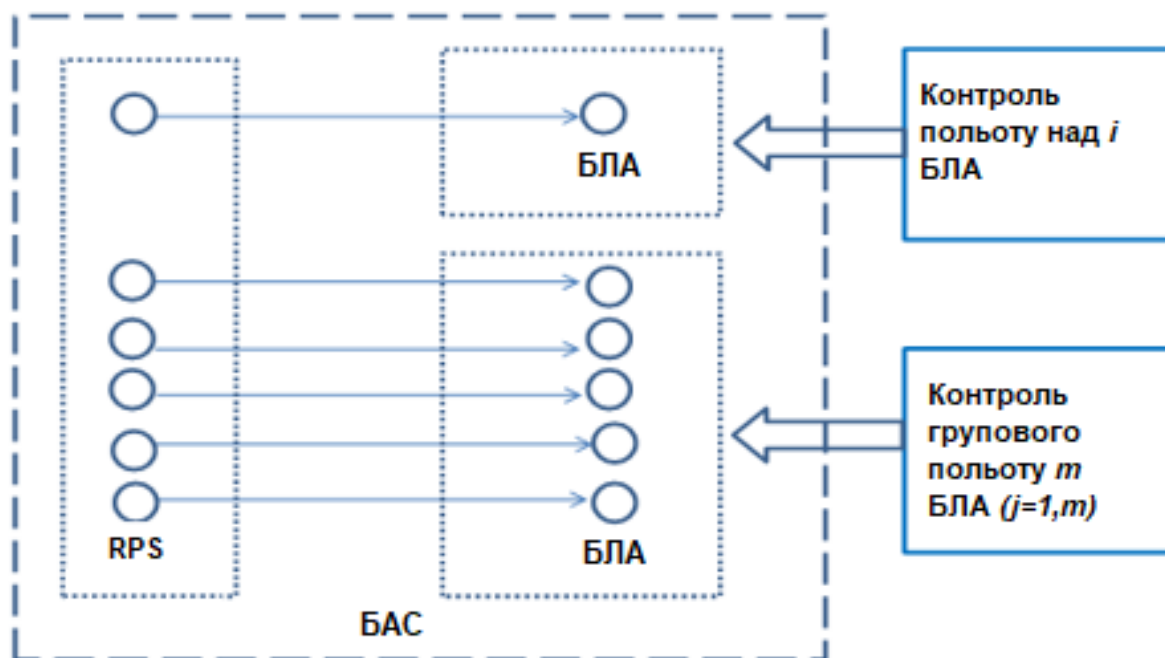 Контроль
польоту над i
БЛА
БЛА
Контроль
групового
польоту m
БЛА (j=1,m)
RPS
БЛА
БАС